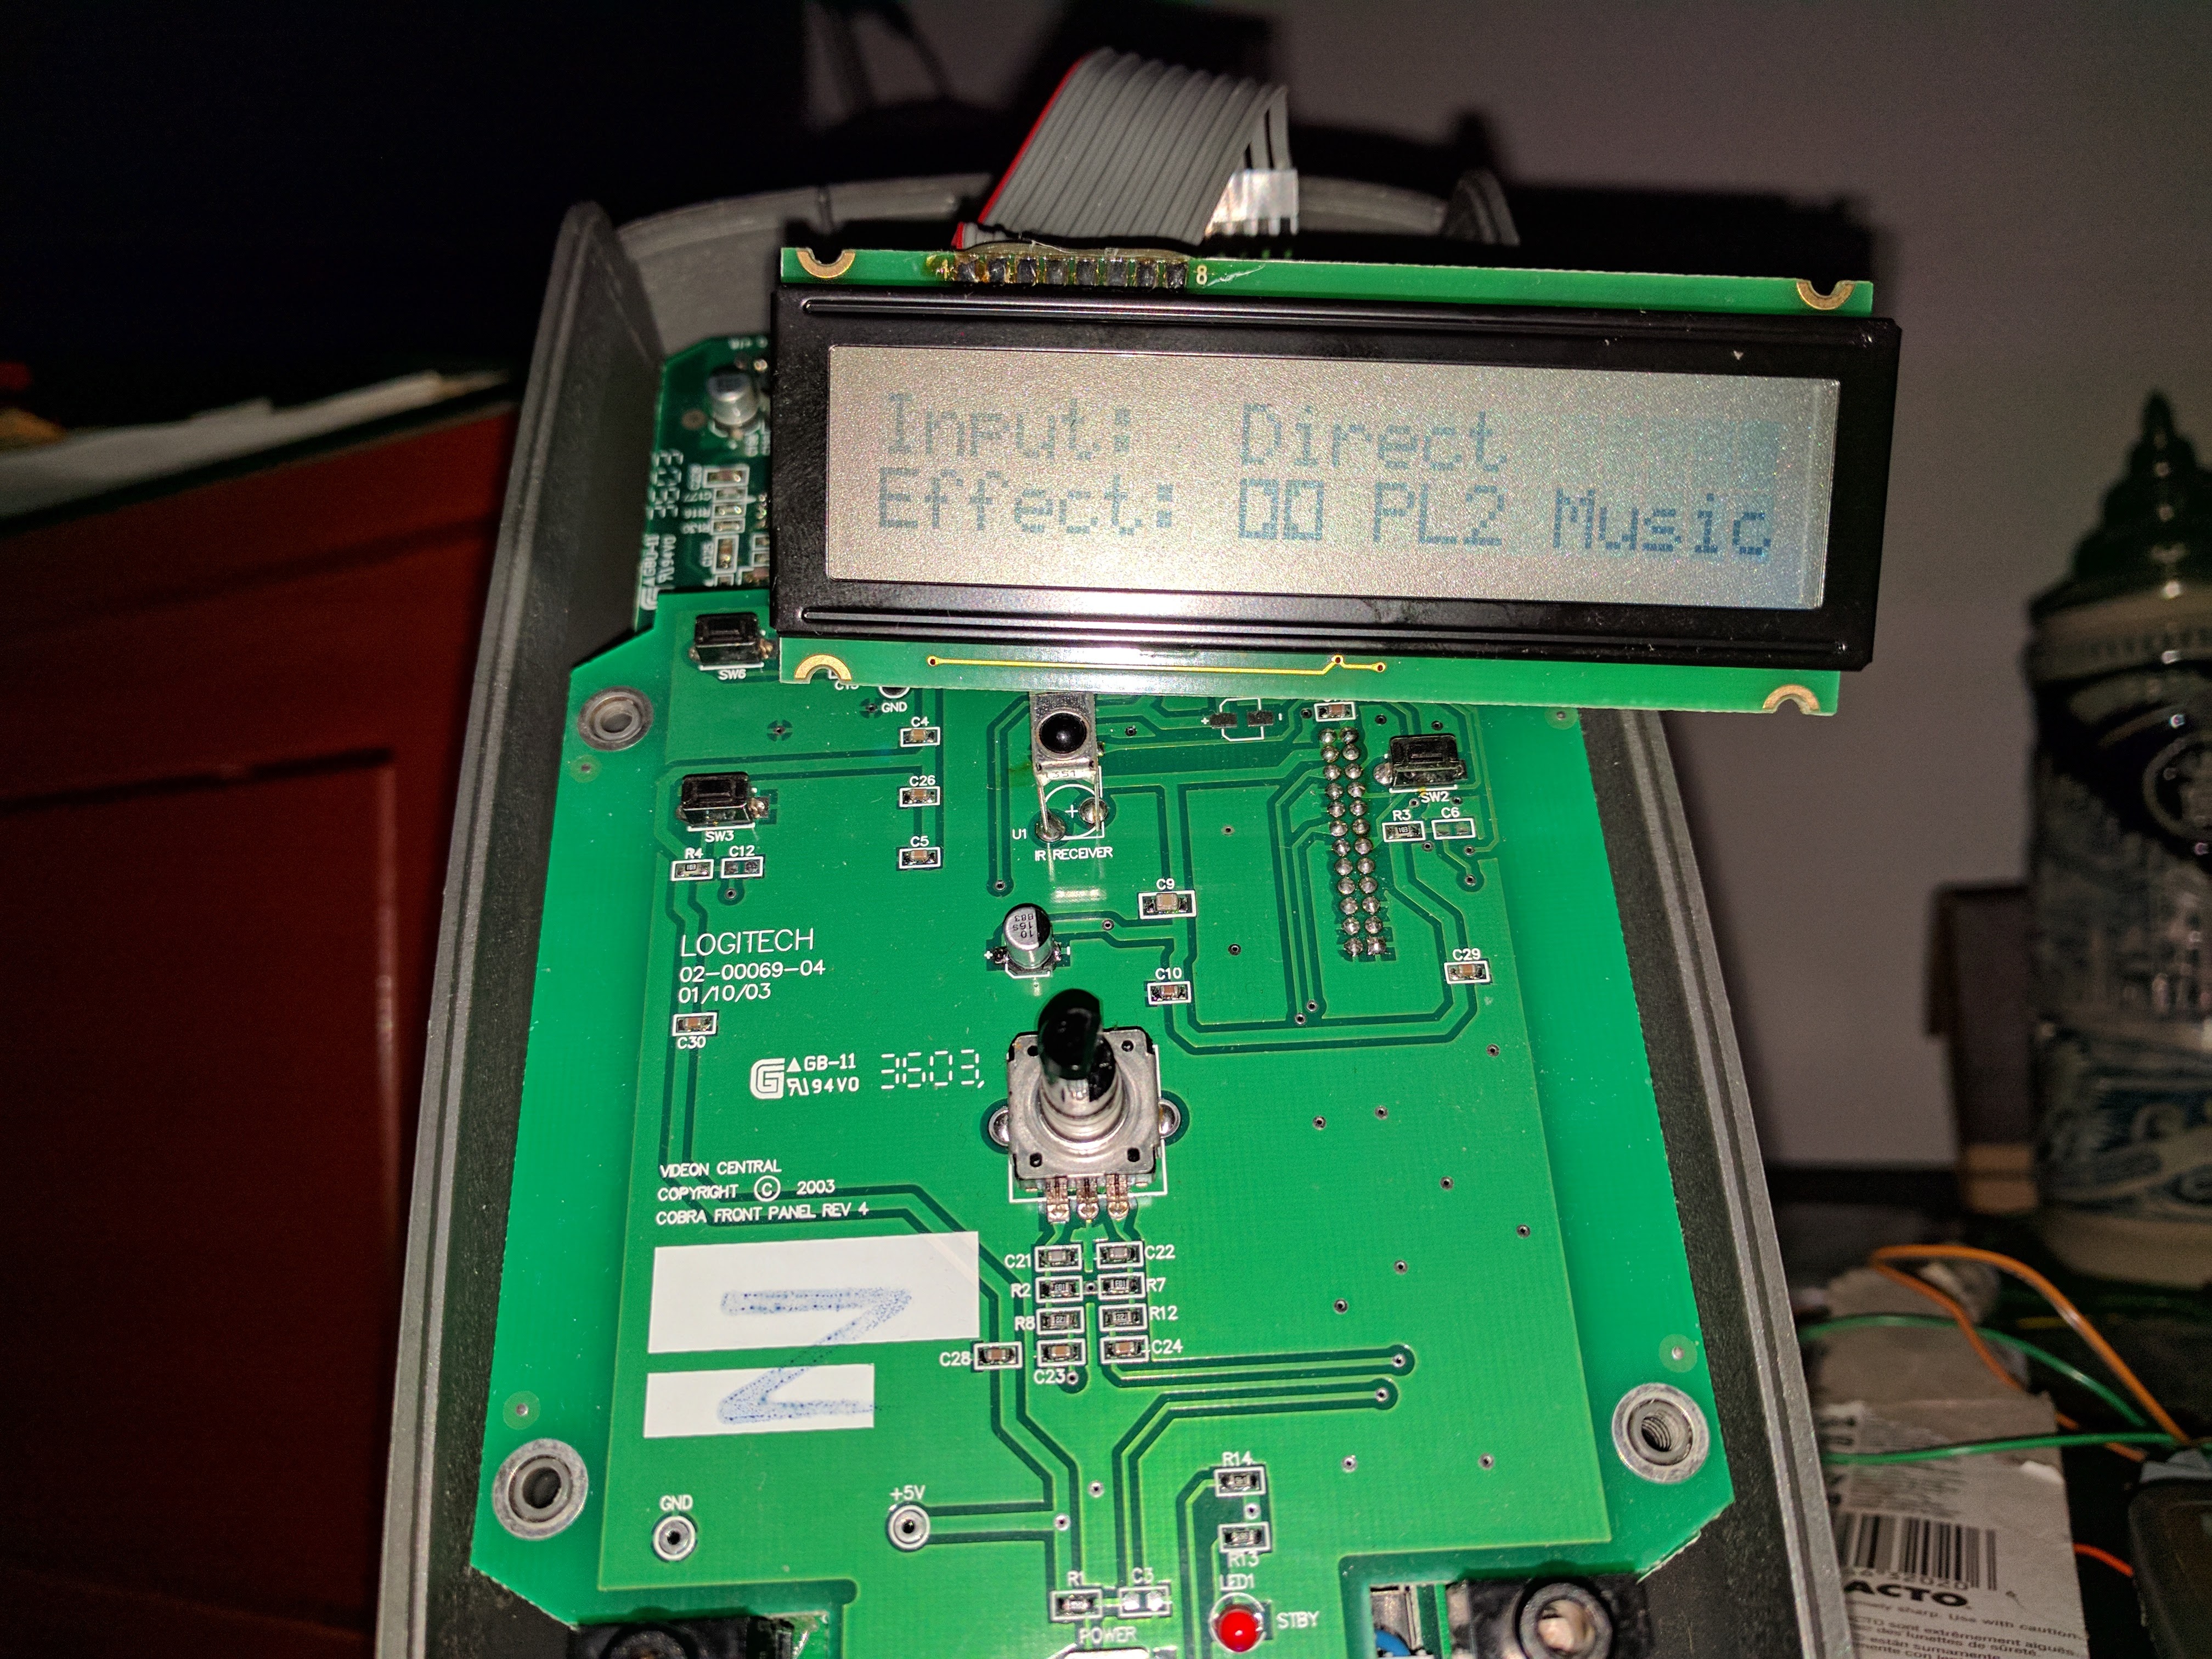 8
Input: Direct
Effect: PL2 Music
SW6
GND
C4
SW3
C26
R4 C12
C5
U1
IR RECEIVER
SW2
R3 C6
C9
LOGITECH
02-00069-04
01/10/03
C30
C10
C29
GB-11
94V0
3603
VIDEON CENTRAL
COPYRIGHT © 2003
COBRA FRONT PANEL REV 4
C21 C22
R2 R7
R8 R12
C28 C23 C24
GND
+5V
R14
R13
R1 C3
LED1
STBY
POWER
ACTO